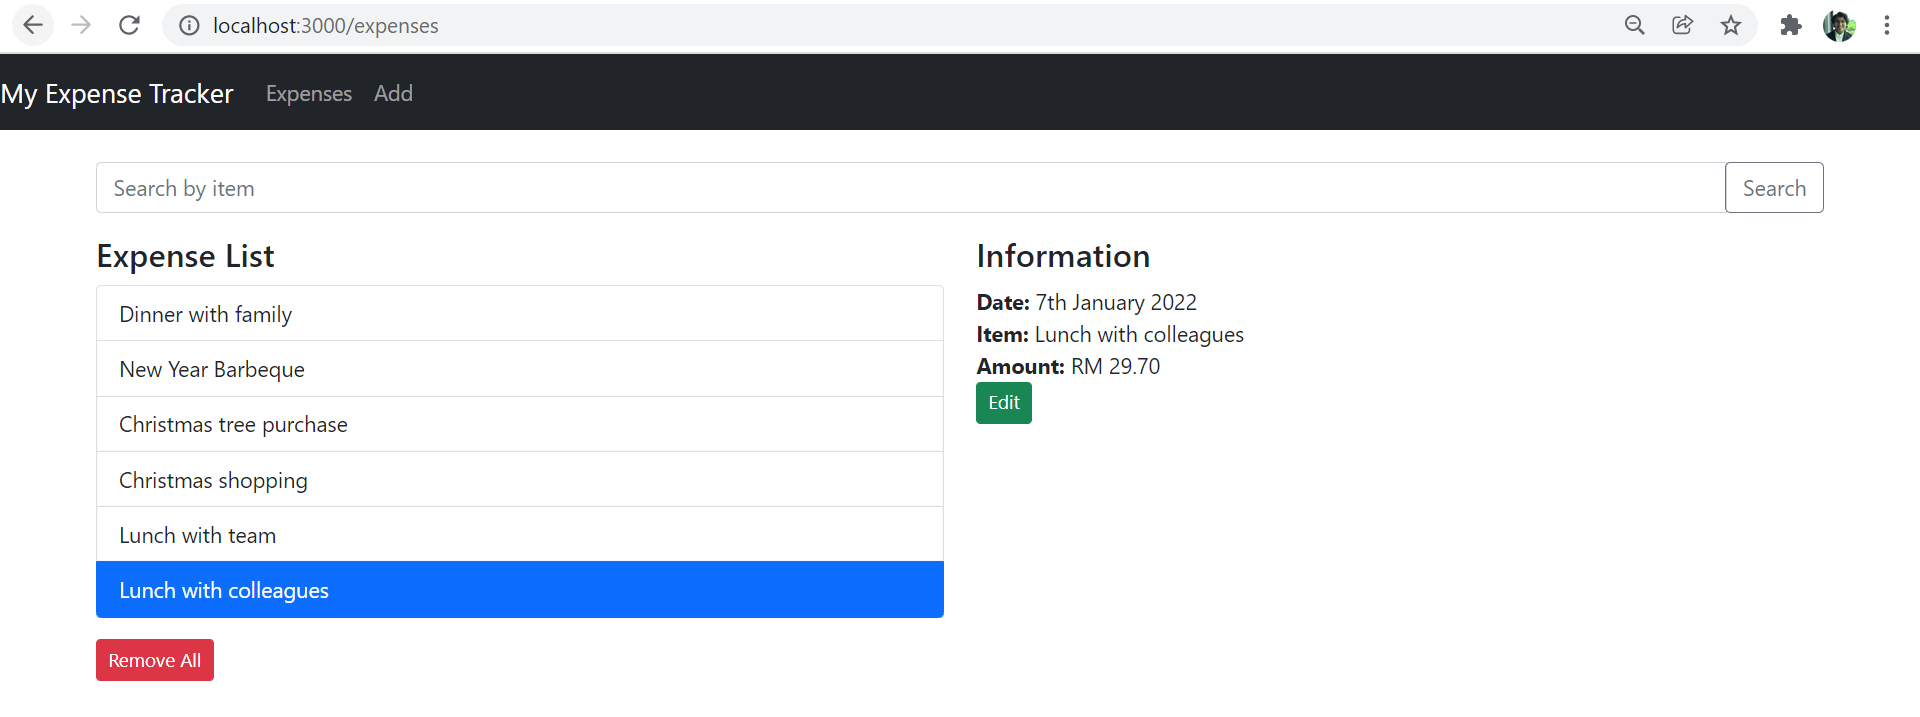 localhost:3000/expenses
My Expense Tracker Expenses Add
Search by item Search
Expense List
Dinner with family
New Year Barbeque
Christmas tree purchase
Christmas shopping
Lunch with team
Lunch with colleagues
Remove All
Information
Date: 7th January 2022
Item: Lunch with colleagues
Amount: RM 29.70
Edit